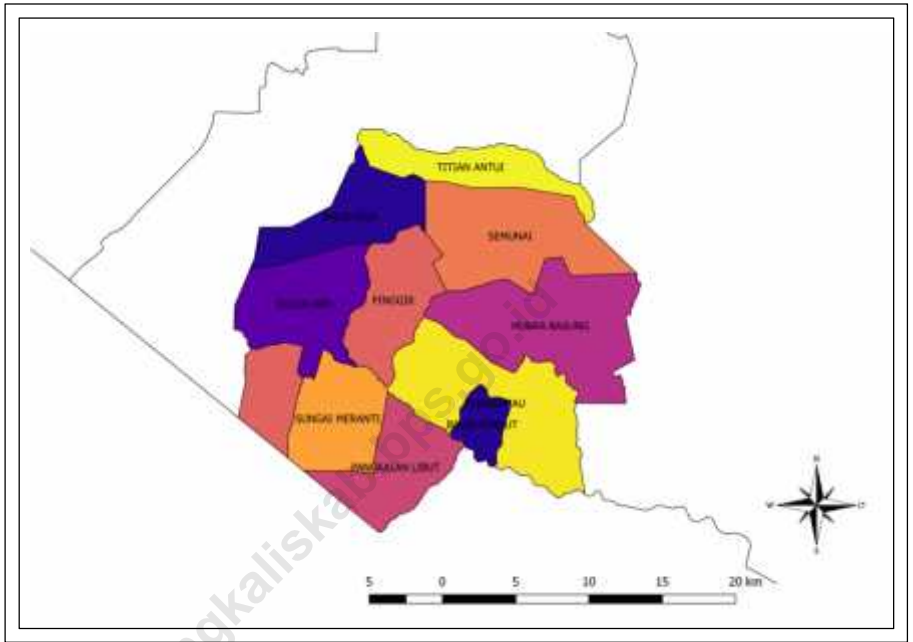 TITIAN ANTUI
SEMUNAI
PINGGIR
MUARA BASUNG
SUNGAI MERANTI
PANGKALAN LIBUT
N
W
S
5 0 5 10 15 20 km